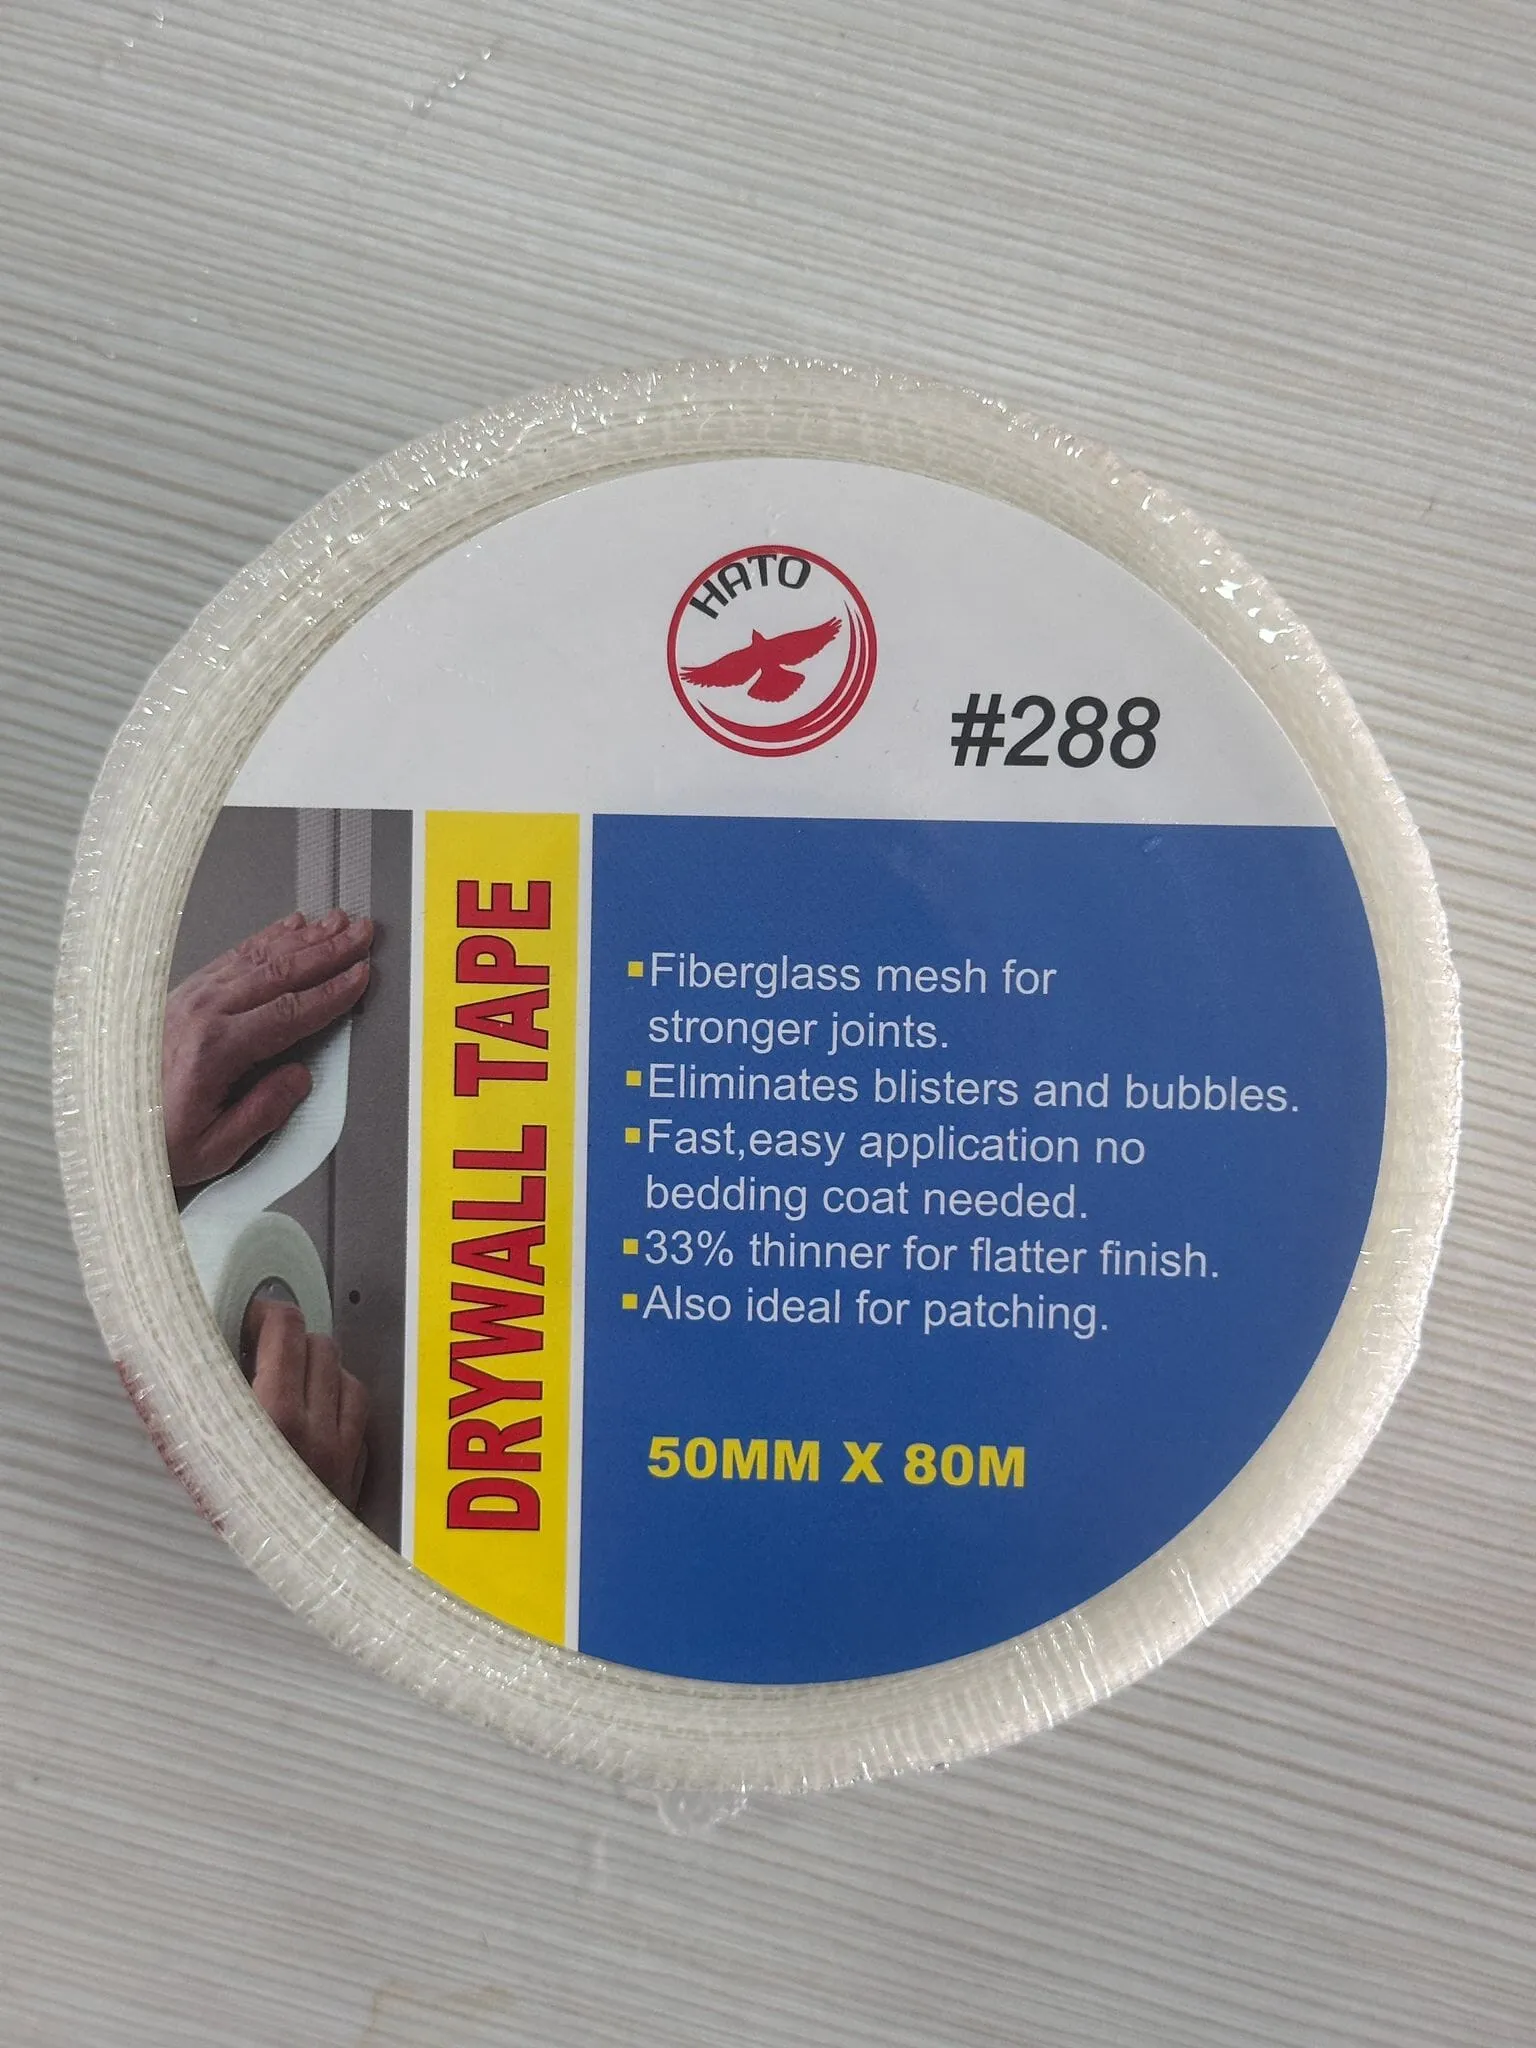 HATO
#288
DRYWALL TAPE
▪Fiberglass mesh for
stronger joints.
▪Eliminates blisters and bubbles.
▪Fast,easy application no
bedding coat needed.
▪33% thinner for flatter finish.
▪Also ideal for patching.
50MM X 80M